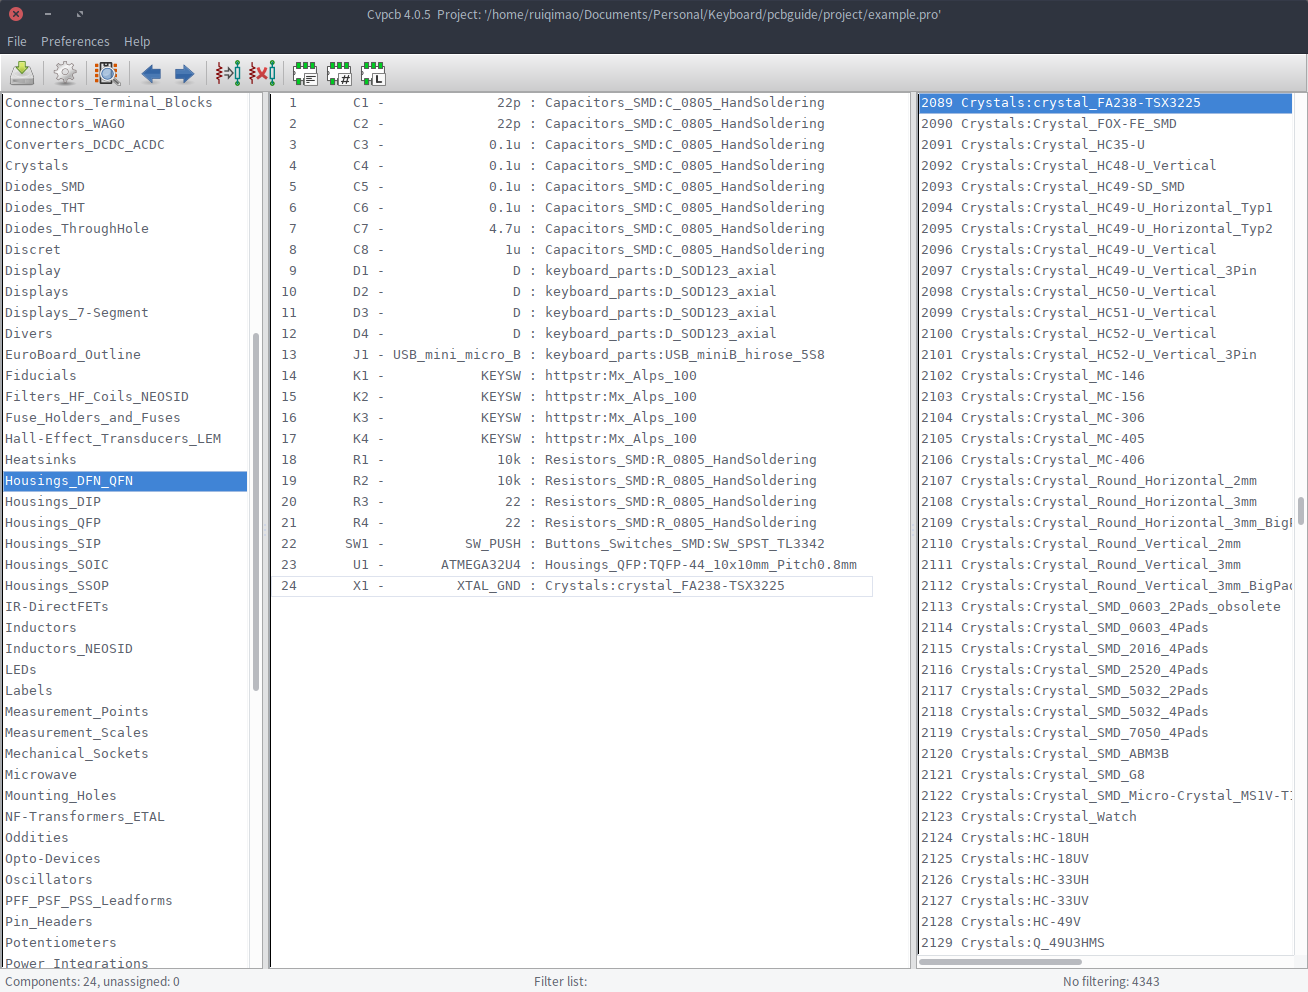 Cvpcb 4.0.5  Project: '/home/ruiqimao/Documents/Personal/Keyboard/pcbguide/project/example.pro'
File Preferences Help
Connectors_Terminal_Blocks
Connectors_WAGO
Converters_DCDC_ACDC
Crystals
Diodes_SMD
Diodes_THT
Diodes_ThroughHole
Discret
Display
Displays
Displays_7-Segment
Divers
EuroBoard_Outline
Fiducials
Filters_HF_Coils_NEOSID
Fuse_Holders_and_Fuses
Hall-Effect_Transducers_LEM
Heatsinks
Housings_DFN_QFN
Housings_DIP
Housings_QFP
Housings_SIP
Housings_SOIC
Housings_SSOP
IR-DirectFETs
Inductors
Inductors_NEOSID
LEDs
Labels
Measurement_Points
Measurement_Scales
Mechanical_Sockets
Microwave
Mounting_Holes
NF-Transformers_ETAL
Oddities
Opto-Devices
Oscillators
PFF_PSF_PSS_Leadforms
Pin_Headers
Potentiometers
Power_Integrations
1 C1 - 22p : Capacitors_SMD:C_0805_HandSoldering
2 C2 - 22p : Capacitors_SMD:C_0805_HandSoldering
3 C3 - 0.1u : Capacitors_SMD:C_0805_HandSoldering
4 C4 - 0.1u : Capacitors_SMD:C_0805_HandSoldering
5 C5 - 0.1u : Capacitors_SMD:C_0805_HandSoldering
6 C6 - 0.1u : Capacitors_SMD:C_0805_HandSoldering
7 C7 - 4.7u : Capacitors_SMD:C_0805_HandSoldering
8 C8 - 1u : Capacitors_SMD:C_0805_HandSoldering
9 D1 - D : keyboard_parts:D_SOD123_axial
10 D2 - D : keyboard_parts:D_SOD123_axial
11 D3 - D : keyboard_parts:D_SOD123_axial
12 D4 - D : keyboard_parts:D_SOD123_axial
13 J1 - USB_mini_micro_B : keyboard_parts:USB_miniB_hirose_5S8
14 K1 - KEYSW : httpstr:Mx_Alps_100
15 K2 - KEYSW : httpstr:Mx_Alps_100
16 K3 - KEYSW : httpstr:Mx_Alps_100
17 K4 - KEYSW : httpstr:Mx_Alps_100
18 R1 - 10k : Resistors_SMD:R_0805_HandSoldering
19 R2 - 10k : Resistors_SMD:R_0805_HandSoldering
20 R3 - 22 : Resistors_SMD:R_0805_HandSoldering
21 R4 - 22 : Resistors_SMD:R_0805_HandSoldering
22 SW1 - SW_PUSH : Buttons_Switches_SMD:SW_SPST_TL3342
23 U1 - ATMEGA32U4 : Housings_QFP:TQFP-44_10x10mm_Pitch0.8mm
24 X1 - XTAL_GND : Crystals:crystal_FA238-TSX3225
2089 Crystals:crystal_FA238-TSX3225
2090 Crystals:Crystal_FOX-FE_SMD
2091 Crystals:Crystal_HC35-U
2092 Crystals:Crystal_HC48-U_Vertical
2093 Crystals:Crystal_HC49-SD_SMD
2094 Crystals:Crystal_HC49-U_Horizontal_Typ1
2095 Crystals:Crystal_HC49-U_Horizontal_Typ2
2096 Crystals:Crystal_HC49-U_Vertical
2097 Crystals:Crystal_HC49-U_Vertical_3Pin
2098 Crystals:Crystal_HC50-U_Vertical
2099 Crystals:Crystal_HC51-U_Vertical
2100 Crystals:Crystal_HC52-U_Vertical
2101 Crystals:Crystal_HC52-U_Vertical_3Pin
2102 Crystals:Crystal_MC-146
2103 Crystals:Crystal_MC-156
2104 Crystals:Crystal_MC-306
2105 Crystals:Crystal_MC-405
2106 Crystals:Crystal_MC-406
2107 Crystals:Crystal_Round_Horizontal_2mm
2108 Crystals:Crystal_Round_Horizontal_3mm
2109 Crystals:Crystal_Round_Horizontal_3mm_BigP
2110 Crystals:Crystal_Round_Vertical_2mm
2111 Crystals:Crystal_Round_Vertical_3mm
2112 Crystals:Crystal_Round_Vertical_3mm_BigPad
2113 Crystals:Crystal_SMD_0603_2Pads_obsolete
2114 Crystals:Crystal_SMD_0603_4Pads
2115 Crystals:Crystal_SMD_2016_4Pads
2116 Crystals:Crystal_SMD_2520_4Pads
2117 Crystals:Crystal_SMD_5032_2Pads
2118 Crystals:Crystal_SMD_5032_4Pads
2119 Crystals:Crystal_SMD_7050_4Pads
2120 Crystals:Crystal_SMD_ABM3B
2121 Crystals:Crystal_SMD_G8
2122 Crystals:Crystal_SMD_Micro-Crystal_MS1V-T1
2123 Crystals:Crystal_Watch
2124 Crystals:HC-18UH
2125 Crystals:HC-18UV
2126 Crystals:HC-33UH
2127 Crystals:HC-33UV
2128 Crystals:HC-49V
2129 Crystals:Q_49U3HMS
Components: 24, unassigned: 0
Filter list:
No filtering: 4343